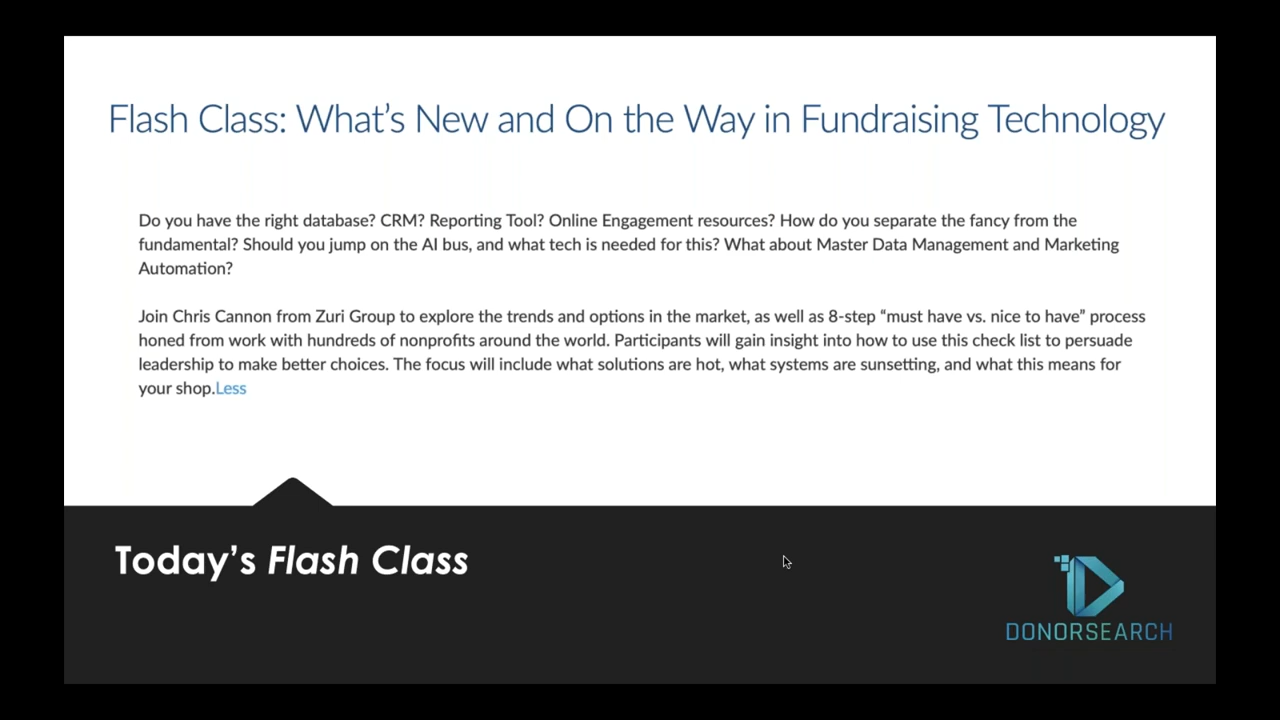 Flash Class: What’s New and On the Way in Fundraising Technology
Do you have the right database? CRM? Reporting Tool? Online Engagement resources? How do you separate the fancy from the
fundamental? Should you jump on the AI bus, and what tech is needed for this? What about Master Data Management and Marketing
Automation?
Join Chris Cannon from Zuri Group to explore the trends and options in the market, as well as 8-step “must have vs. nice to have” process
honed from work with hundreds of nonprofits around the world. Participants will gain insight into how to use this check list to persuade
leadership to make better choices. The focus will include what solutions are hot, what systems are sunsetting, and what this means for
your shop.Less
Today’s Flash Class
DONORSEARCH